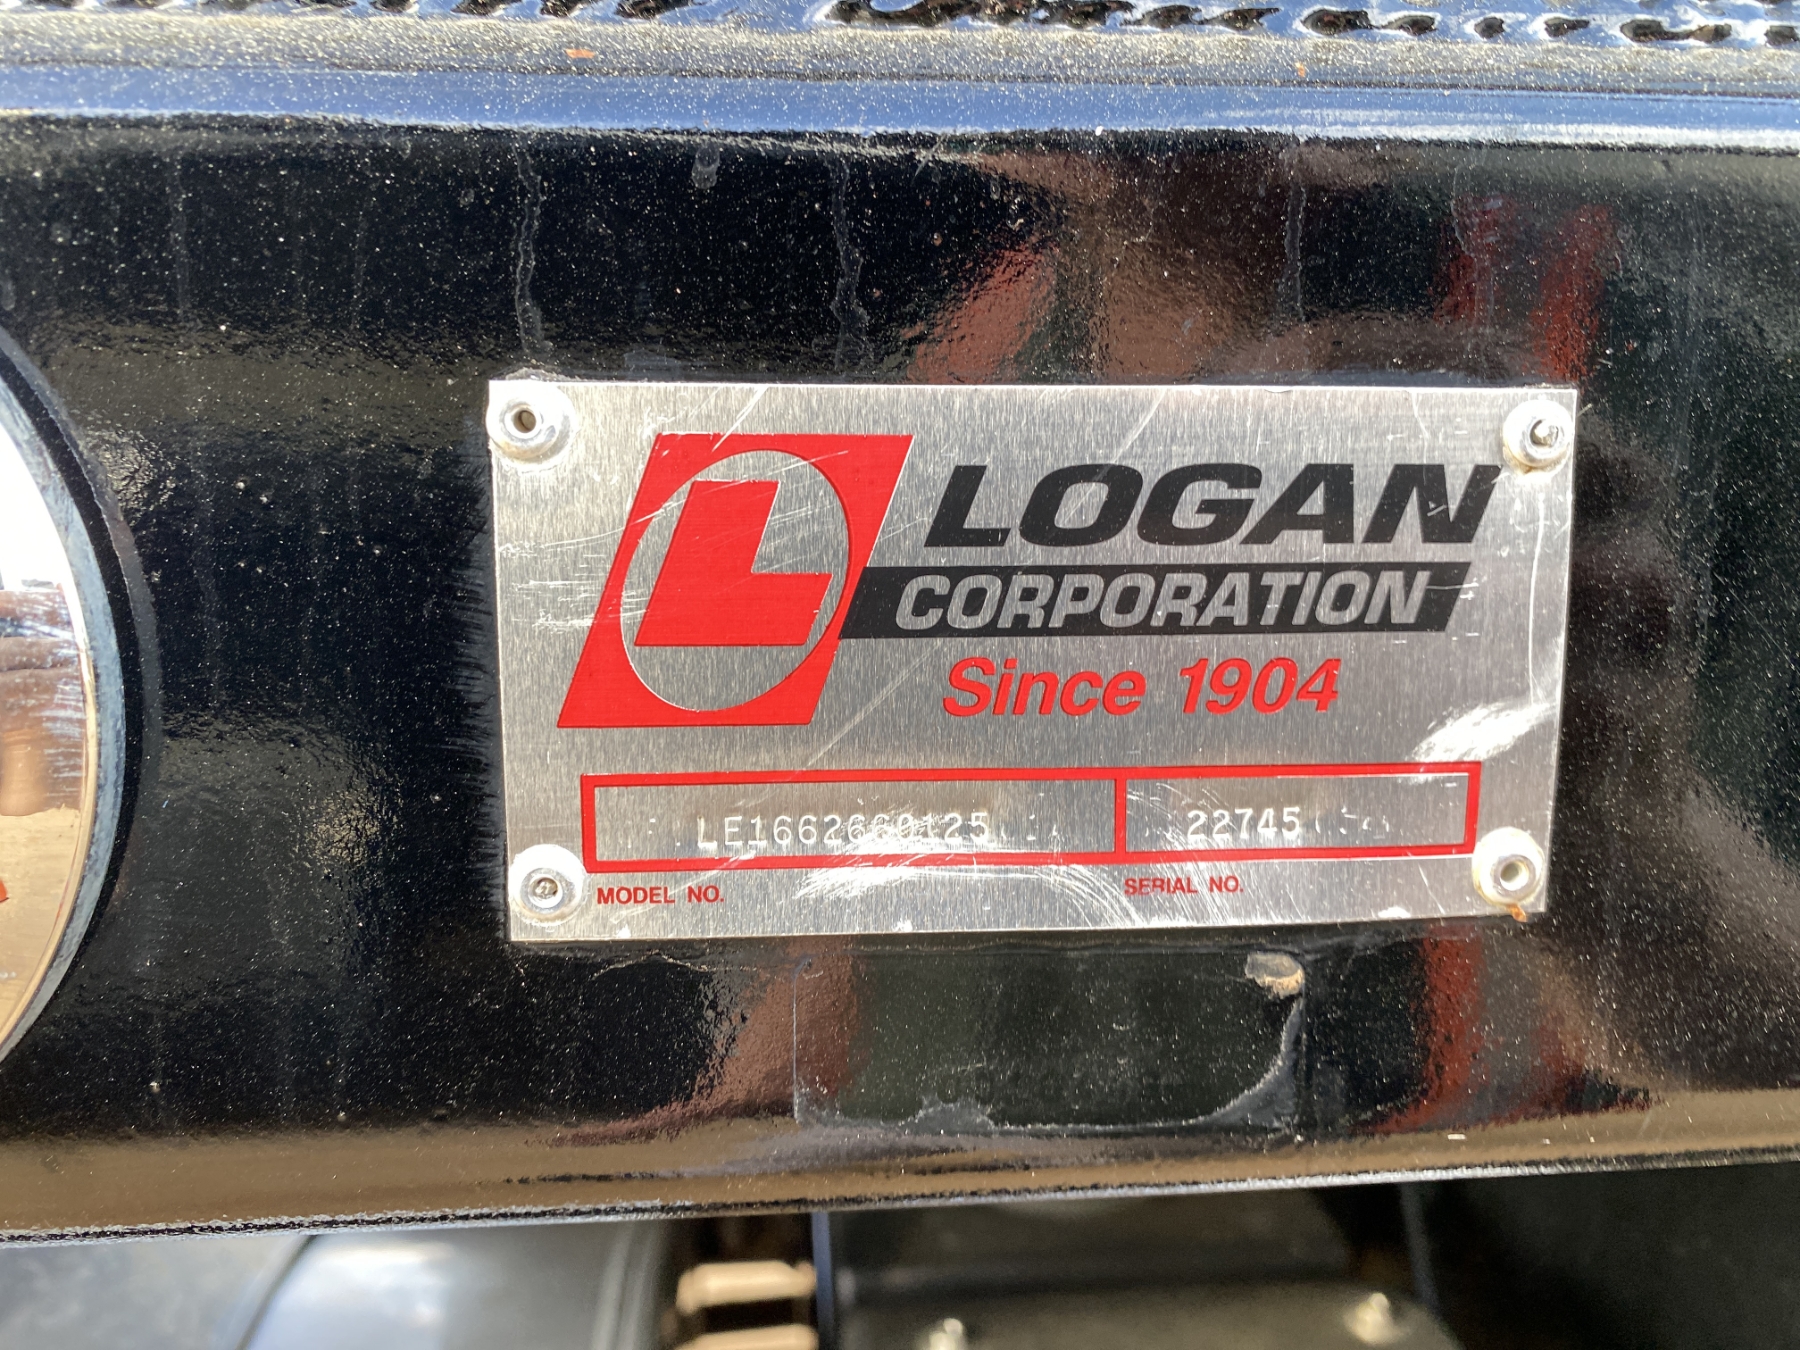 L
LOGAN
CORPORATION
Since 1904
LE1662660125 22745
MODEL NO. SERIAL NO.